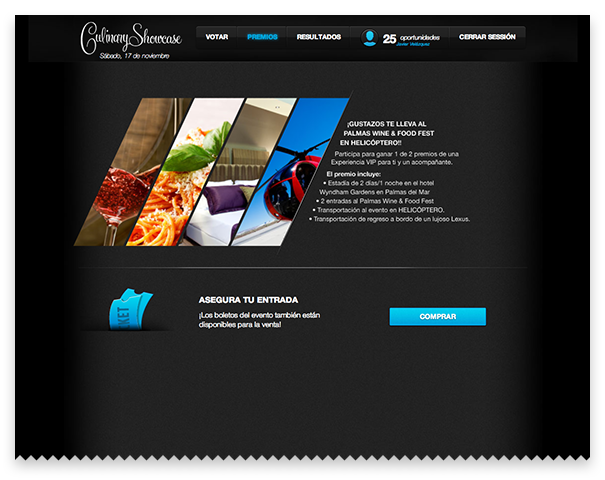 Culinary Showcase
Sábado, 17 de noviembre
VOTAR PREMIOS RESULTADOS 25 oportunidades CERRAR SESSIÓN
Javier Velázquez
¡GUSTAZOS TE LLEVA AL
PALMAS WINE & FOOD FEST
EN HELICÓPTERO!!
Participa para ganar 1 de 2 premios de una
Experiencia VIP para ti y un acompañante.
El premio incluye:
• Estadía de 2 días/1 noche en el hotel
Wyndham Gardens en Palmas del Mar
• 2 entradas al Palmas Wine & Food Fest
• Transportación al evento en HELICÓPTERO.
• Transportación de regreso a bordo de un lujoso Lexus.
KET
ASEGURA TU ENTRADA
¡Los boletos del evento también están
disponibles para la venta!
COMPRAR